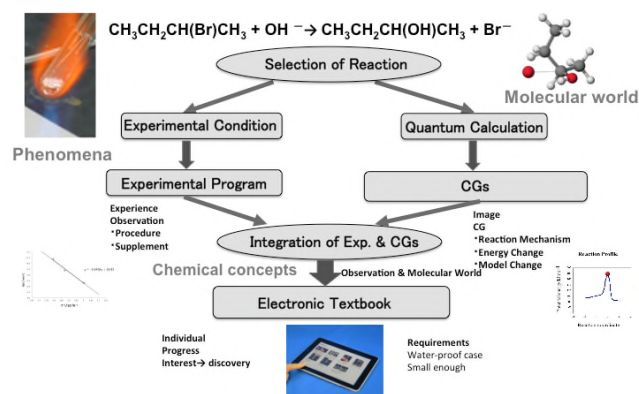 CH₃CH₂CH(Br)CH₃ + OH ⁻ → CH₃CH₂CH(OH)CH₃ + Br⁻
Selection of Reaction
Molecular world
Experimental Condition
Quantum Calculation
Phenomena
Experimental Program
CGs
Experience
Observation
•Procedure
•Supplement
Image
CG
•Reaction Mechanism
•Energy Change
•Model Change
Integration of Exp. & CGs
Chemical concepts
Observation & Molecular World
Reaction Profile
Electronic Textbook
Individual
Progress
Interest→ discovery
Requirements
Water-proof case
Small enough